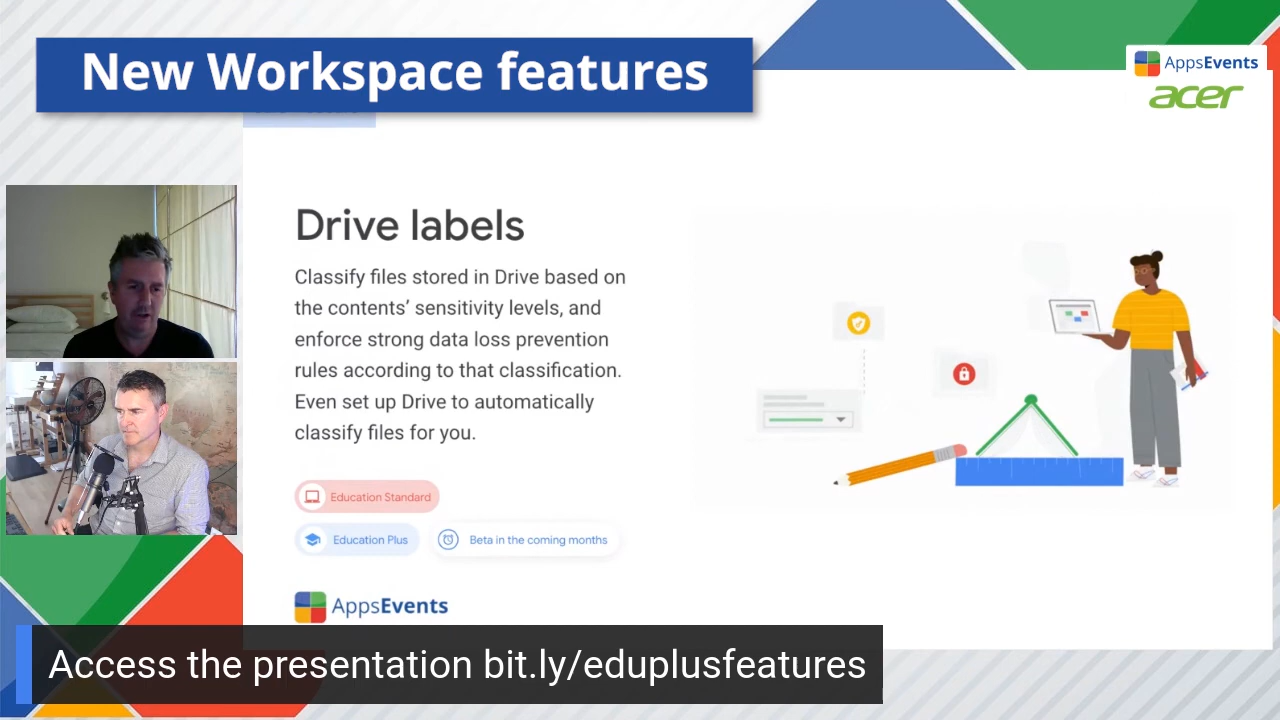 New Workspace features
AppsEvents
acer
Drive labels
Classify files stored in Drive based on
the contents’ sensitivity levels, and
enforce strong data loss prevention
rules according to that classification.
Even set up Drive to automatically
classify files for you.
Education Standard
Education Plus
Beta in the coming months
AppsEvents
Access the presentation bit.ly/eduplusfeatures